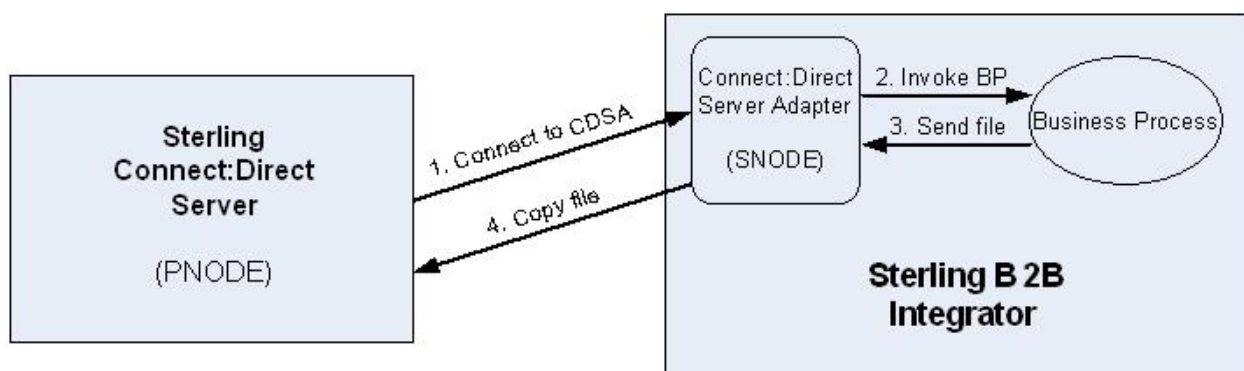 Sterling
Connect:Direct
Server
(PNODE)
1. Connect to CDSA
4. Copy file
Connect:Direct
Server Adapter
(SNODE)
2. Invoke BP
3. Send file
Business Process
Sterling B 2B
Integrator